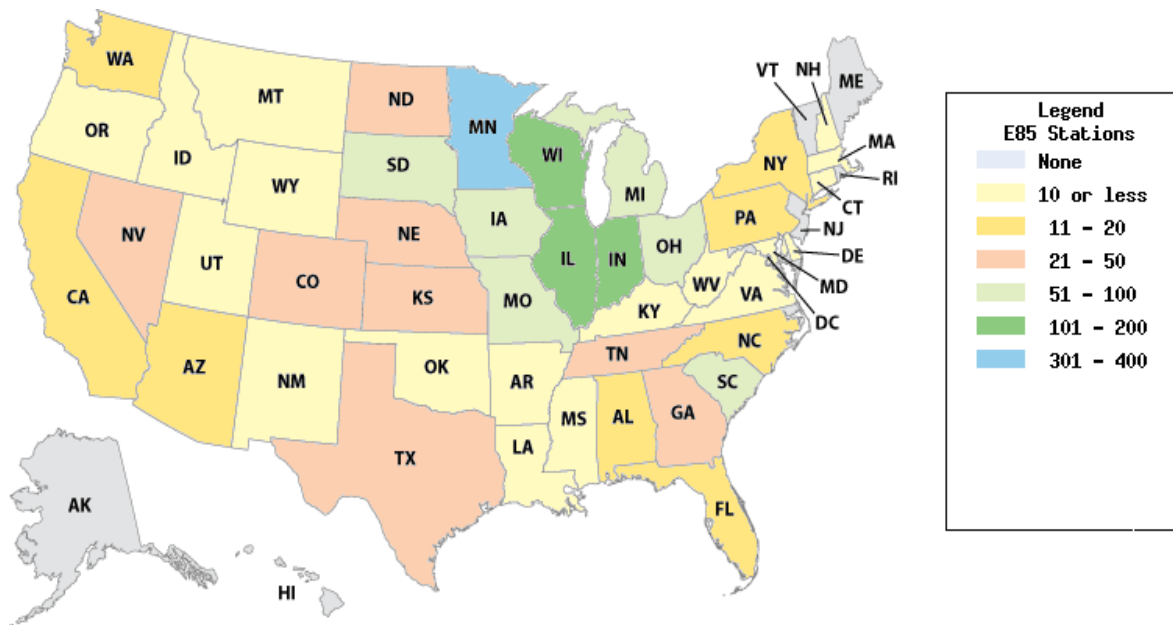 WA
MT
ND
MN
OR
ID
WY
SD
WI
MI
VT
NH
ME
NY
MA
RI
CT
NV
UT
CO
NE
IA
IL
IN
OH
PA
NJ
DE
MD
DC
CA
KS
MO
KY
WV
VA
AZ
NM
OK
AR
TN
NC
SC
TX
LA
MS
AL
GA
FL
AK
HI
Legend
E85 Stations
None
10 or less
11 - 20
21 - 50
51 - 100
101 - 200
301 - 400